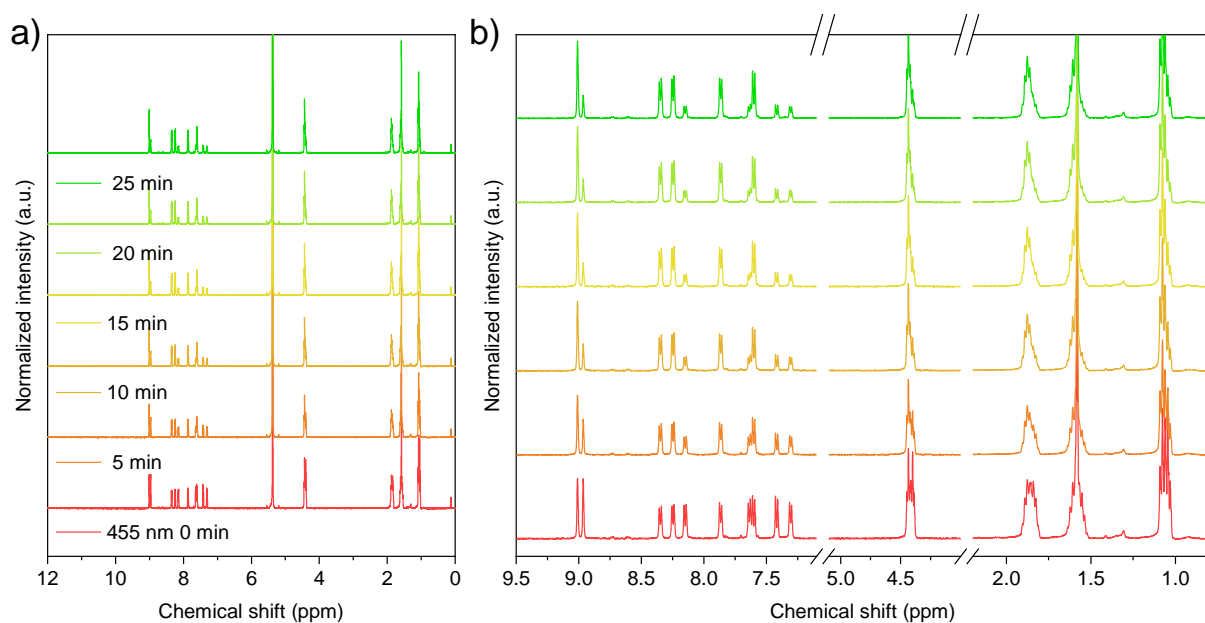 a)
Normalized intensity (a.u.)
25 min
20 min
15 min
10 min
5 min
455 nm 0 min
12 10 8 6 4 2 0
Chemical shift (ppm)
b)
Normalized intensity (a.u.)
9.5 9.0 8.5 8.0 7.5 5.0 4.5 2.0 1.5 1.0
Chemical shift (ppm)